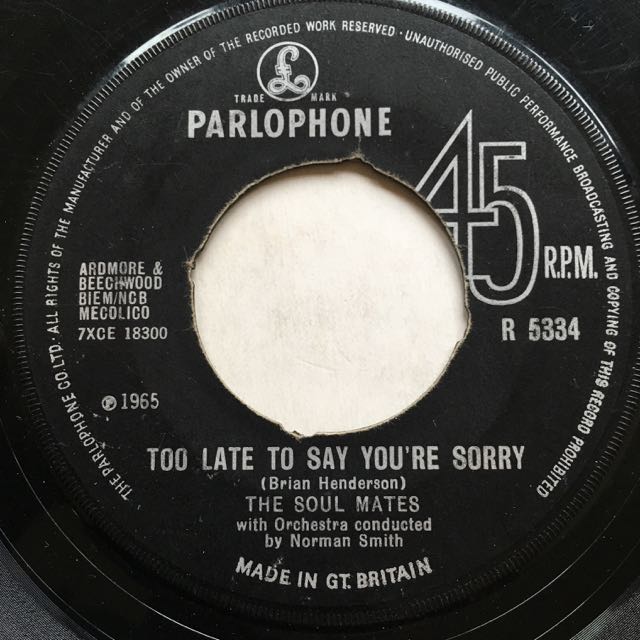 THE PARLOPHONE CO. LTD. · ALL RIGHTS OF THE MANUFACTURER AND OF THE OWNER OF THE RECORDED WORK RESERVED · UNAUTHORISED PUBLIC PERFORMANCE BROADCASTING AND COPYING OF THIS RECORD PROHIBITED
£
TRADE MARK
PARLOPHONE
45
R.P.M.
R 5334
ARDMORE &
BEECHWOOD
BIEM/NCB
MECOLICO
7XCE 18300
℗ 1965
TOO LATE TO SAY YOU'RE SORRY
(Brian Henderson)
THE SOUL MATES
with Orchestra conducted
by Norman Smith
MADE IN GT. BRITAIN